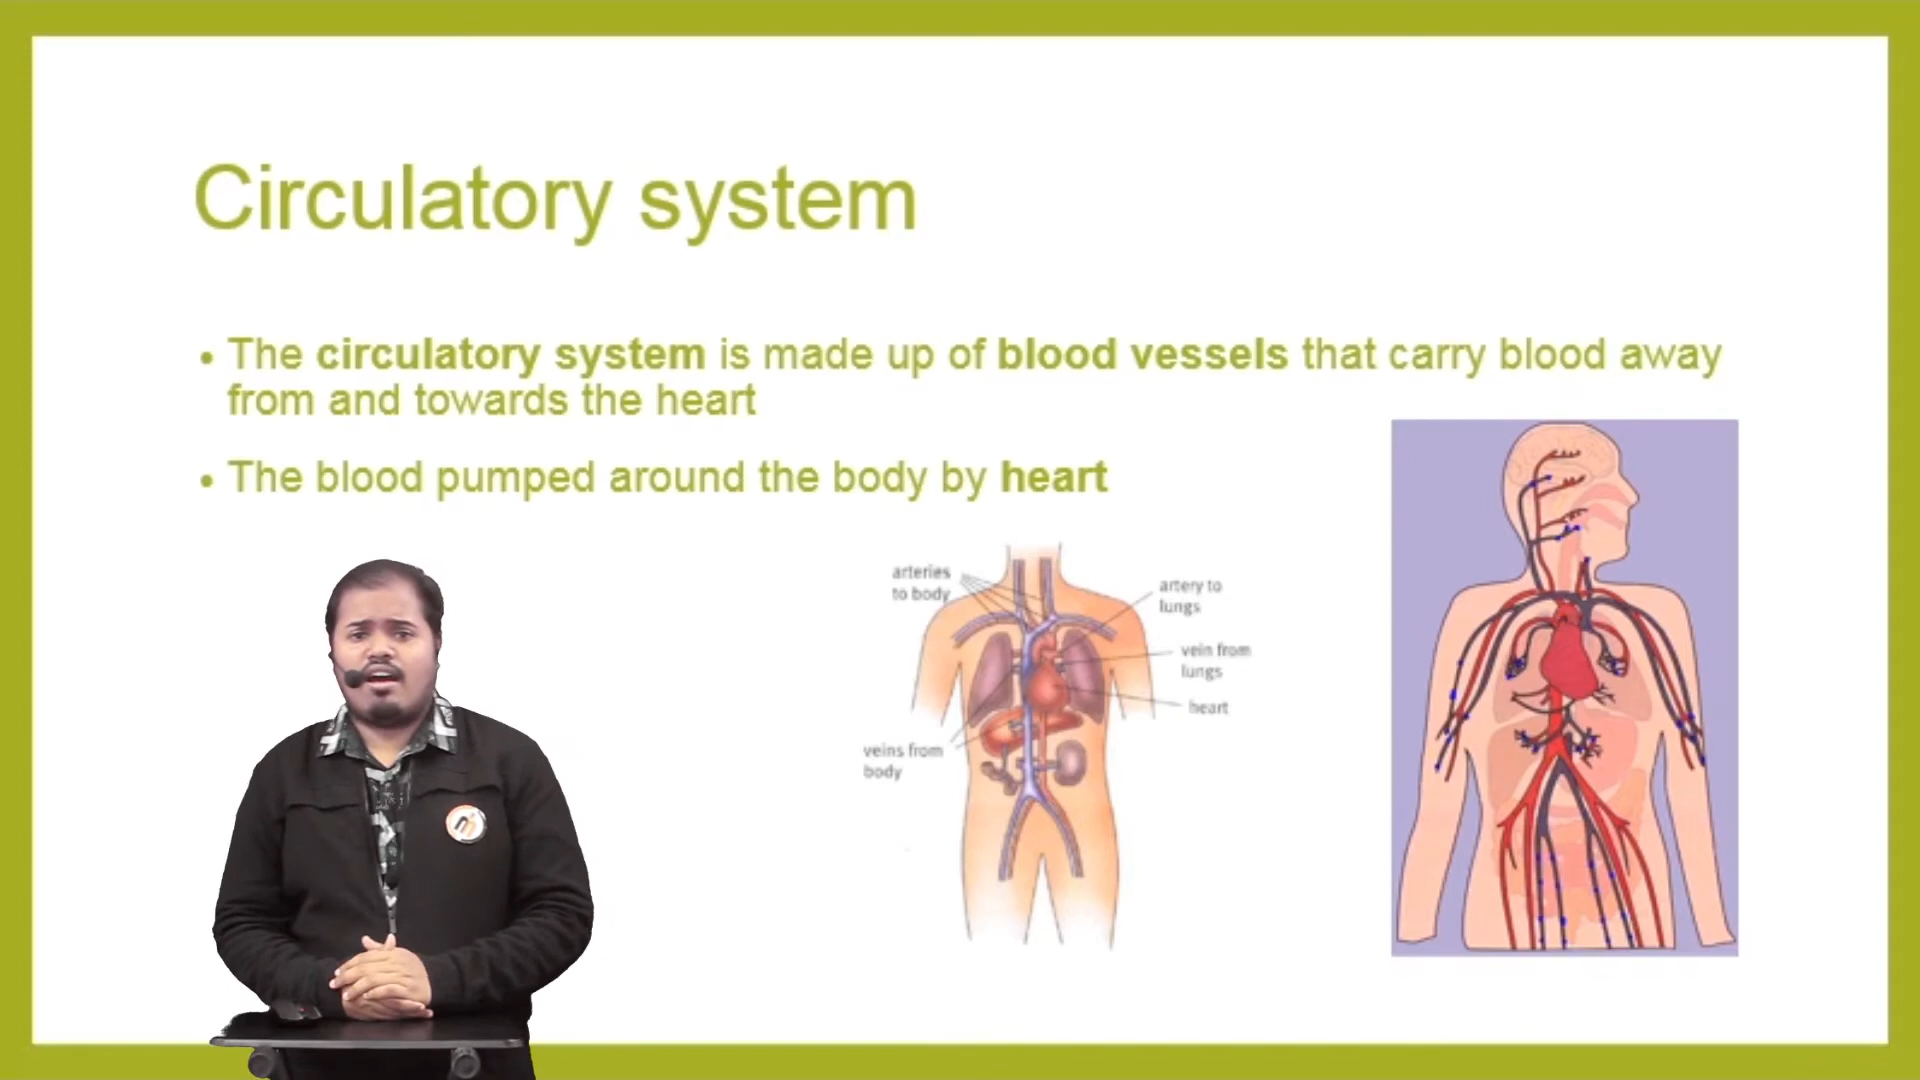 Circulatory system
• The circulatory system is made up of blood vessels that carry blood away
from and towards the heart
• The blood pumped around the body by heart
arteries
to body
artery to
lungs
vein from
lungs
heart
veins from
body